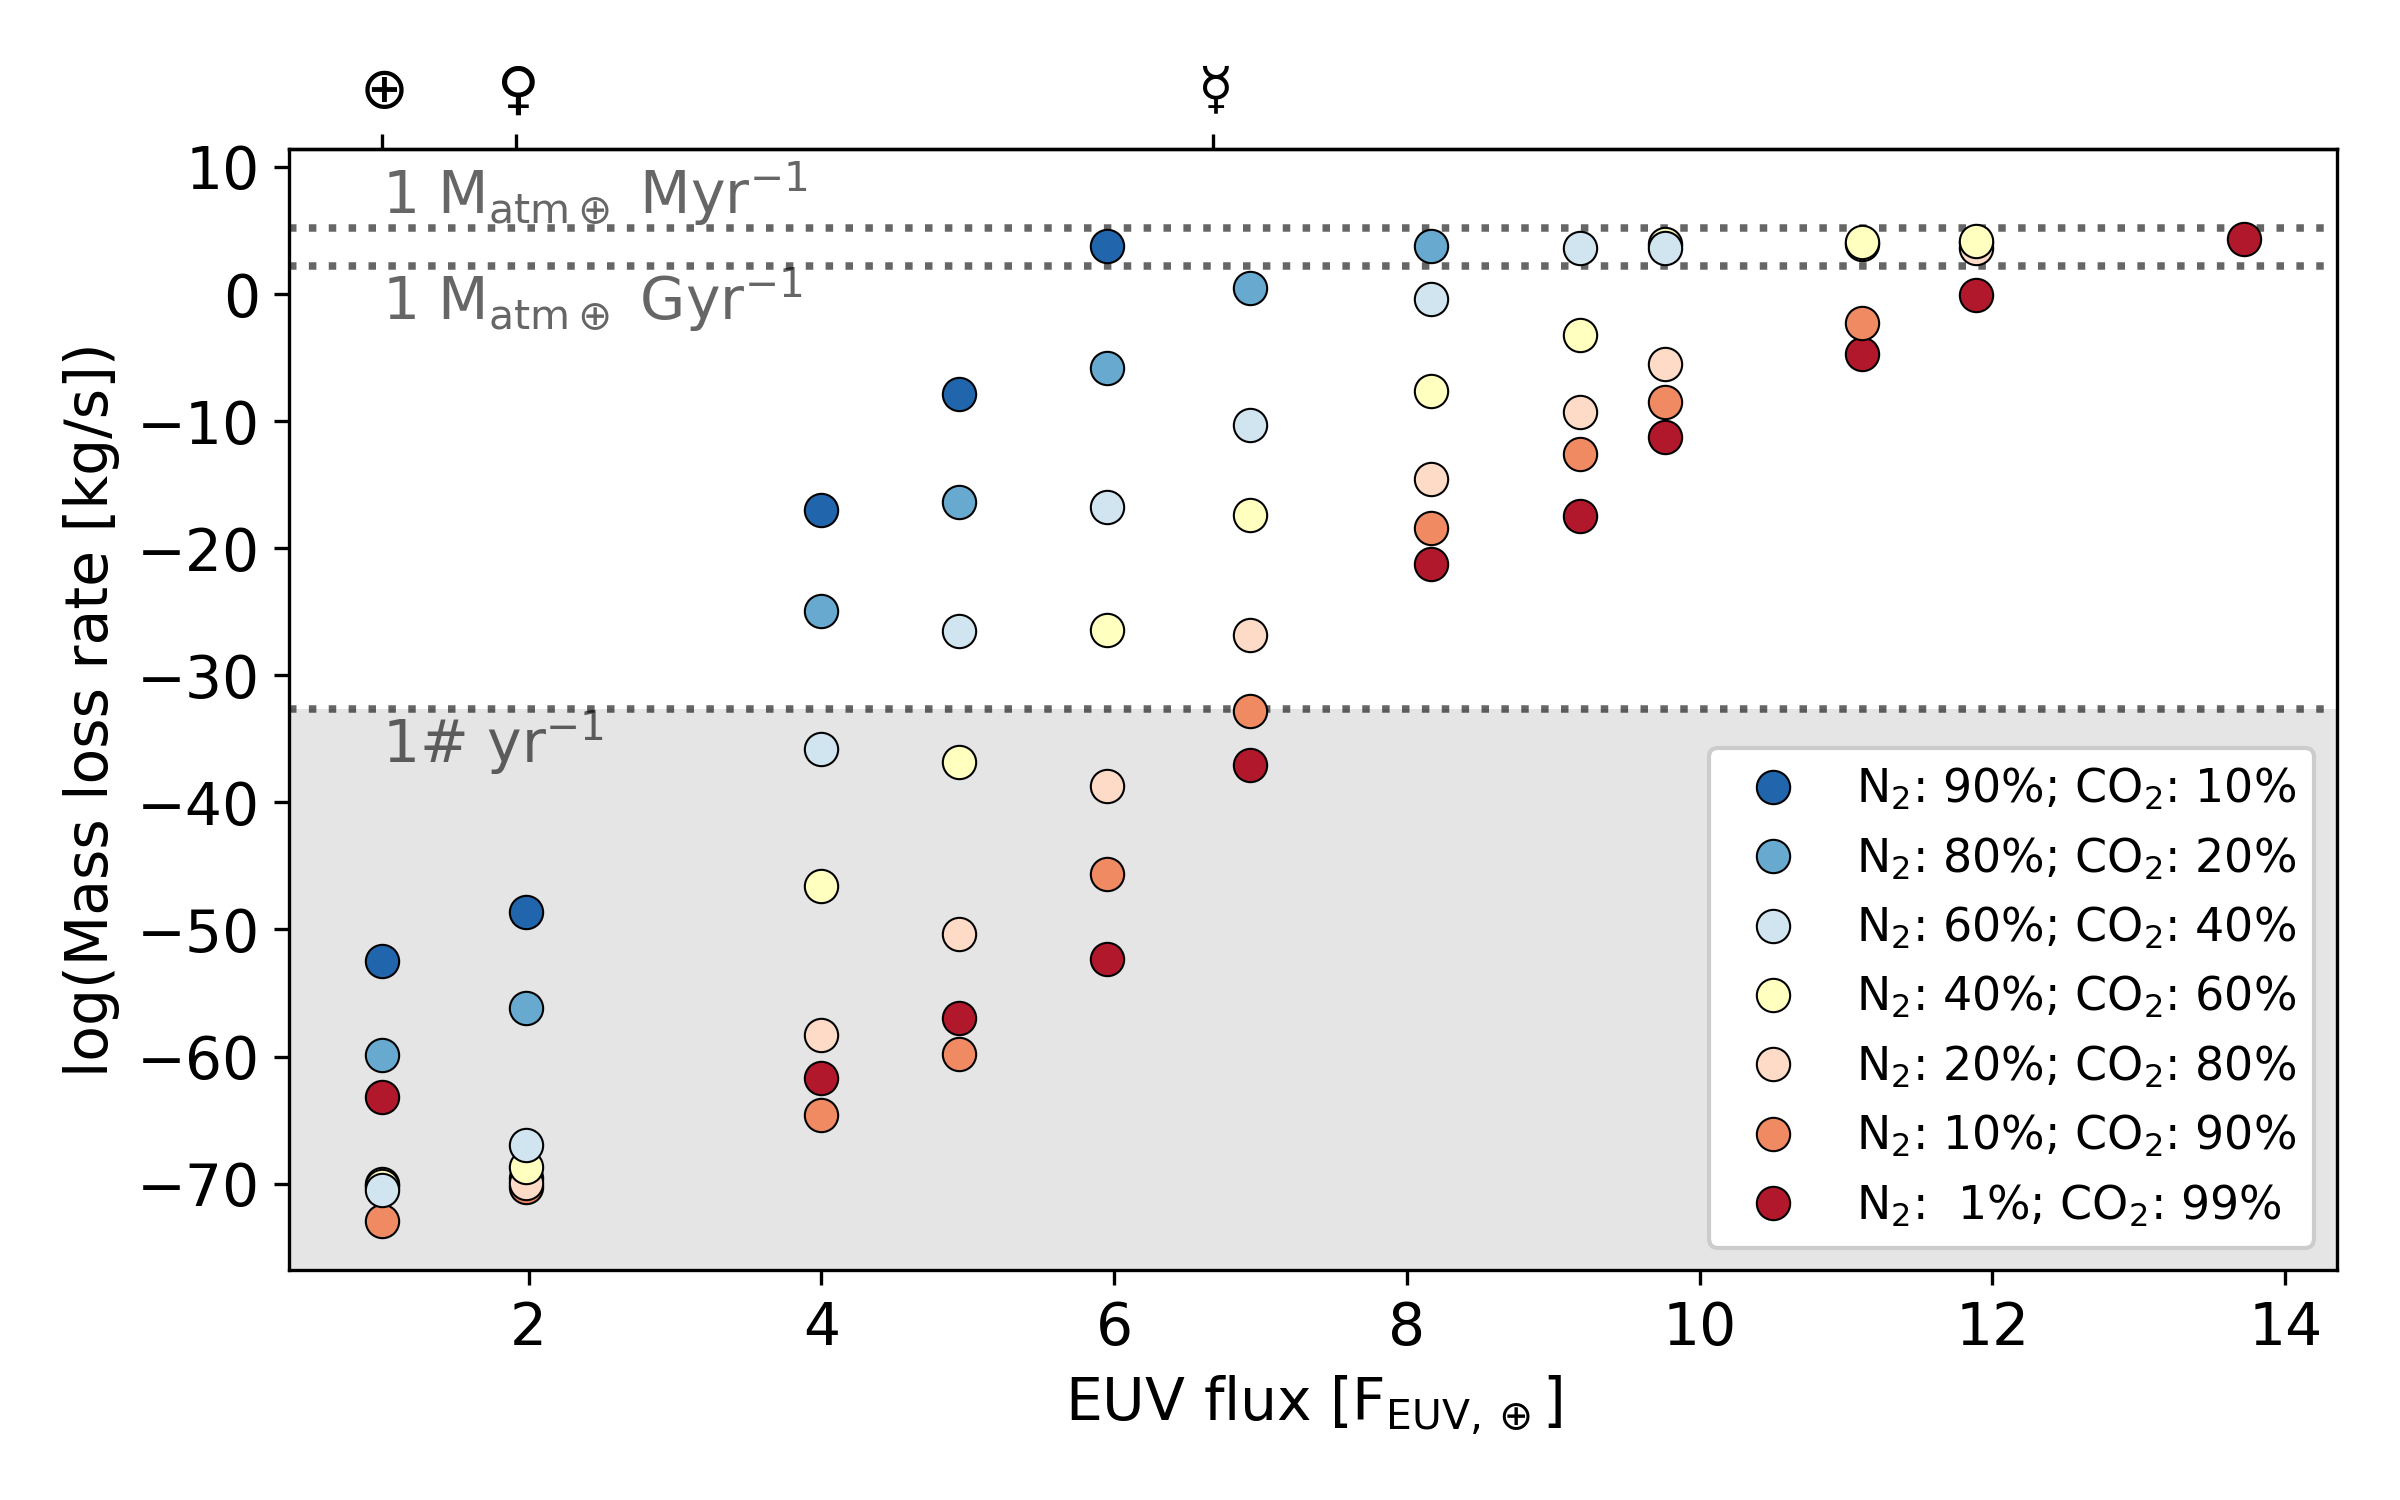 ⊕ ♀ ☿
10
1 Mₐₜₘ⊕ Myr⁻¹
0
1 Mₐₜₘ⊕ Gyr⁻¹
−10
−20
−30
1# yr⁻¹
−40
−50
−60
−70
log(Mass loss rate [kg/s])
N₂: 90%; CO₂: 10%
N₂: 80%; CO₂: 20%
N₂: 60%; CO₂: 40%
N₂: 40%; CO₂: 60%
N₂: 20%; CO₂: 80%
N₂: 10%; CO₂: 90%
N₂: 1%; CO₂: 99%
2 4 6 8 10 12 14
EUV flux [F_EUV, ⊕]